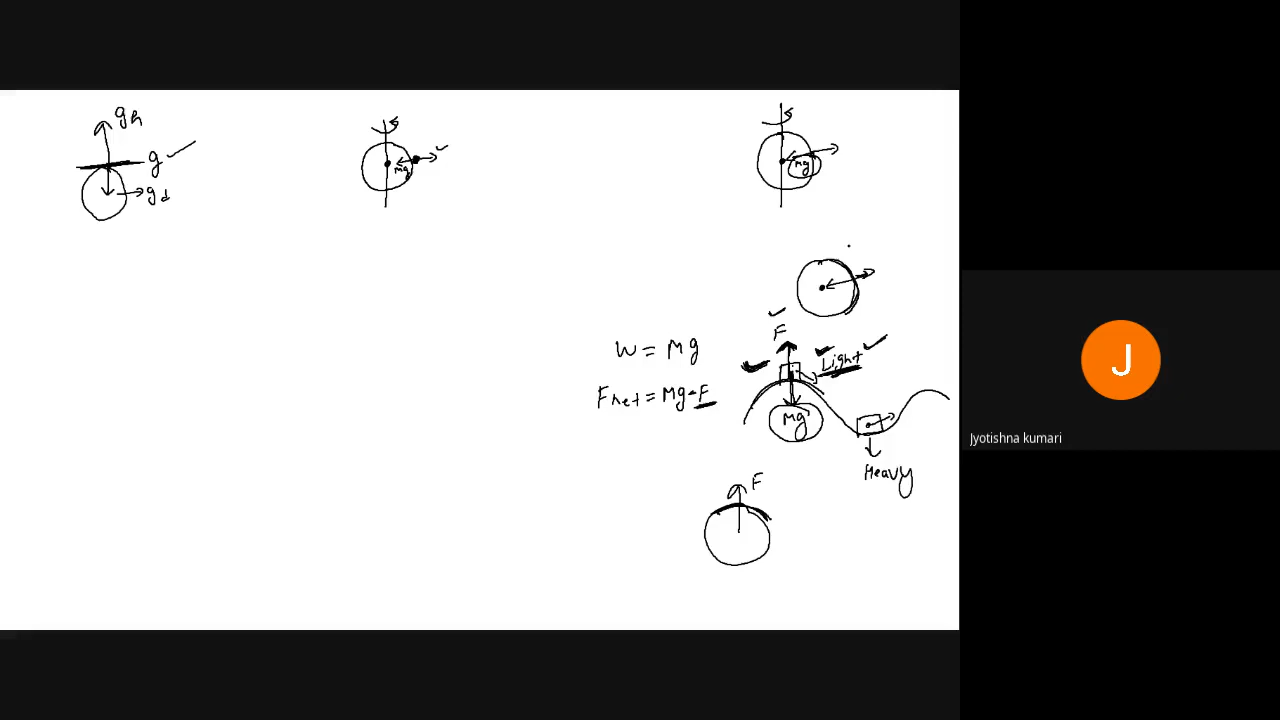 gh
g
gd
mg
mg
F
W = Mg
Light
Fnet = Mg-F
Mg
Heavy
F
J
Jyotishna kumari